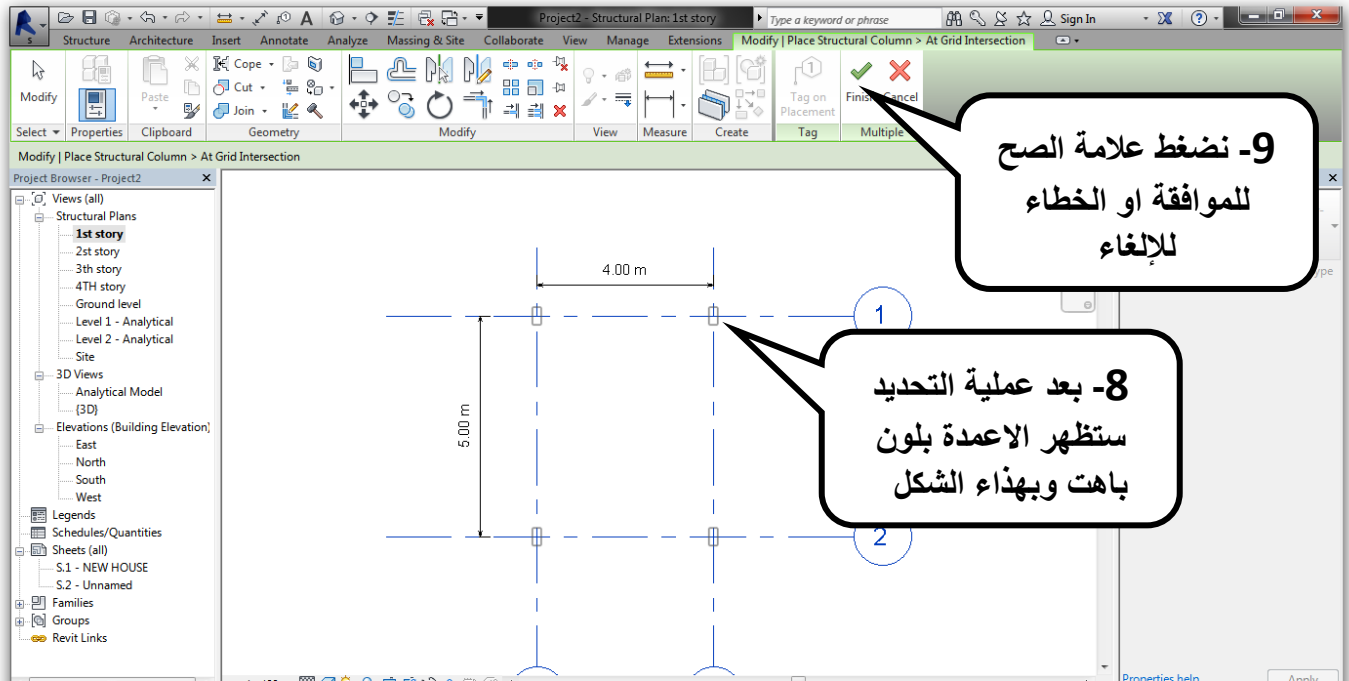 Project2 - Structural Plan: 1st story
Type a keyword or phrase
Sign In
Structure Architecture Insert Annotate Analyze Massing & Site Collaborate View Manage Extensions Modify | Place Structural Column > At Grid Intersection
Modify
Paste
Cope
Cut
Join
Tag on
Placement
Finish Cancel
Select Properties Clipboard Geometry Modify View Measure Create Tag Multiple
Modify | Place Structural Column > At Grid Intersection
9- نضغط علامة الصح
للموافقة او الخطاء
للإلغاء
Project Browser - Project2
Views (all)
Structural Plans
1st story
2st story
3th story
4TH story
Ground level
Level 1 - Analytical
Level 2 - Analytical
Site
3D Views
Analytical Model
{3D}
Elevations (Building Elevation)
East
North
South
West
Legends
Schedules/Quantities
Sheets (all)
S.1 - NEW HOUSE
S.2 - Unnamed
Families
Groups
Revit Links
4.00 m
5.00 m
1
2
8- بعد عملية التحديد
ستظهر الاعمدة بلون
باهت وبهذاء الشكل
Properties help
Apply